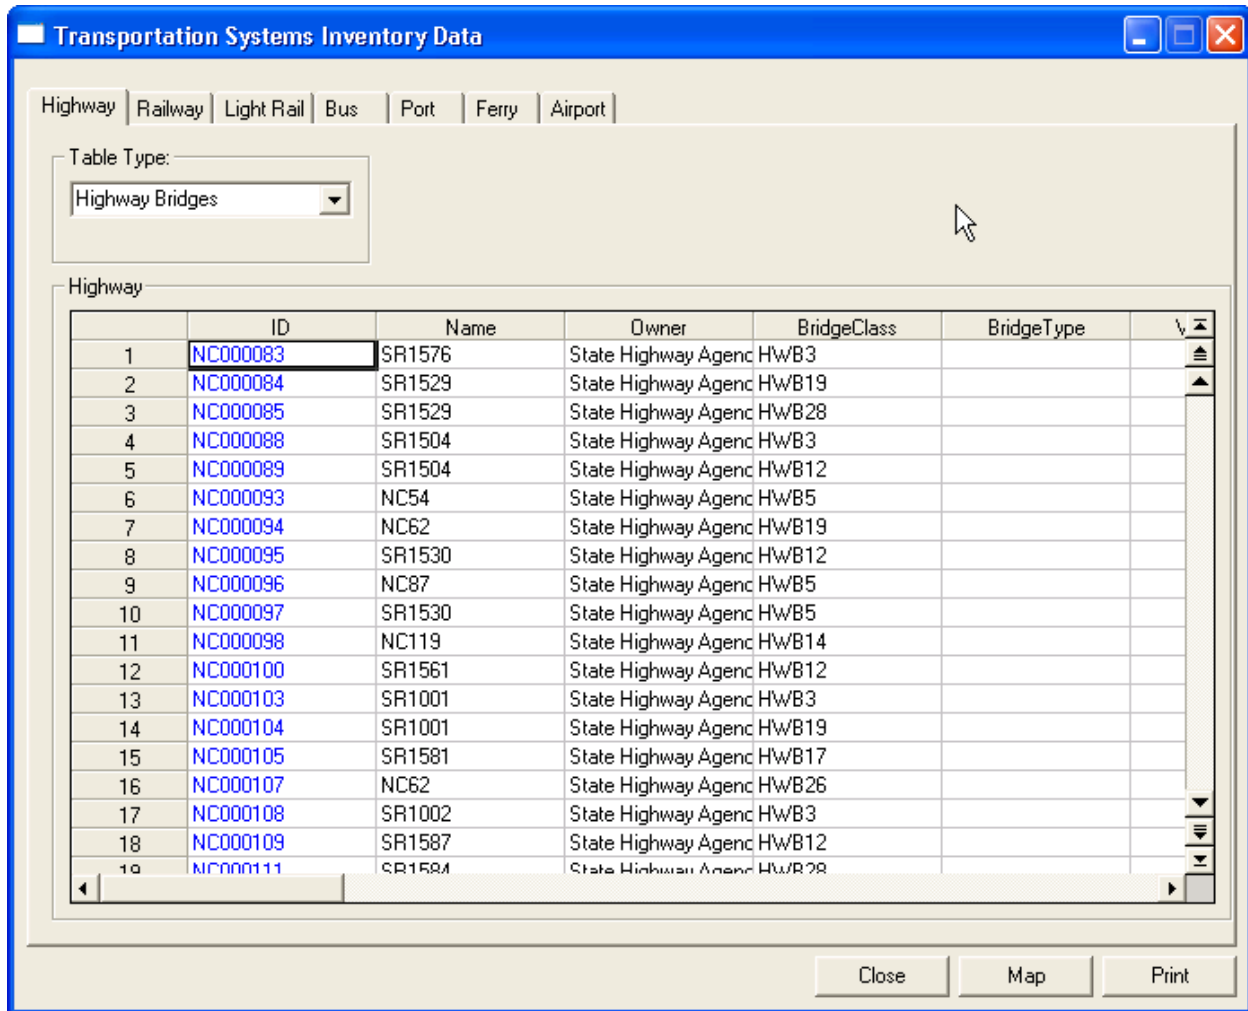 Transportation Systems Inventory Data
Highway Railway Light Rail Bus Port Ferry Airport
Table Type:
Highway Bridges
Highway
ID Name Owner BridgeClass BridgeType
1 NC000083 SR1576 State Highway Agenc HWB3
2 NC000084 SR1529 State Highway Agenc HWB19
3 NC000085 SR1529 State Highway Agenc HWB28
4 NC000088 SR1504 State Highway Agenc HWB3
5 NC000089 SR1504 State Highway Agenc HWB12
6 NC000093 NC54 State Highway Agenc HWB5
7 NC000094 NC62 State Highway Agenc HWB19
8 NC000095 SR1530 State Highway Agenc HWB12
9 NC000096 NC87 State Highway Agenc HWB5
10 NC000097 SR1530 State Highway Agenc HWB5
11 NC000098 NC119 State Highway Agenc HWB14
12 NC000100 SR1561 State Highway Agenc HWB12
13 NC000103 SR1001 State Highway Agenc HWB3
14 NC000104 SR1001 State Highway Agenc HWB19
15 NC000105 SR1581 State Highway Agenc HWB17
16 NC000107 NC62 State Highway Agenc HWB26
17 NC000108 SR1002 State Highway Agenc HWB3
18 NC000109 SR1587 State Highway Agenc HWB12
19 NC000111 SR1584 State Highway Agenc HWB28
Close Map Print